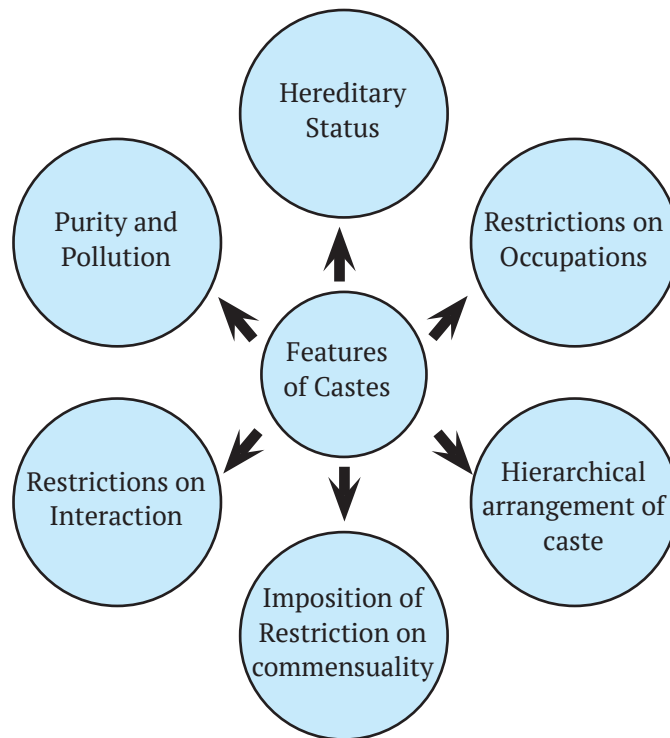 Hereditary
Status
Purity and
Pollution
Restrictions on
Occupations
Features
of Castes
Restrictions on
Interaction
Hierarchical
arrangement of
caste
Imposition of
Restriction on
commensuality